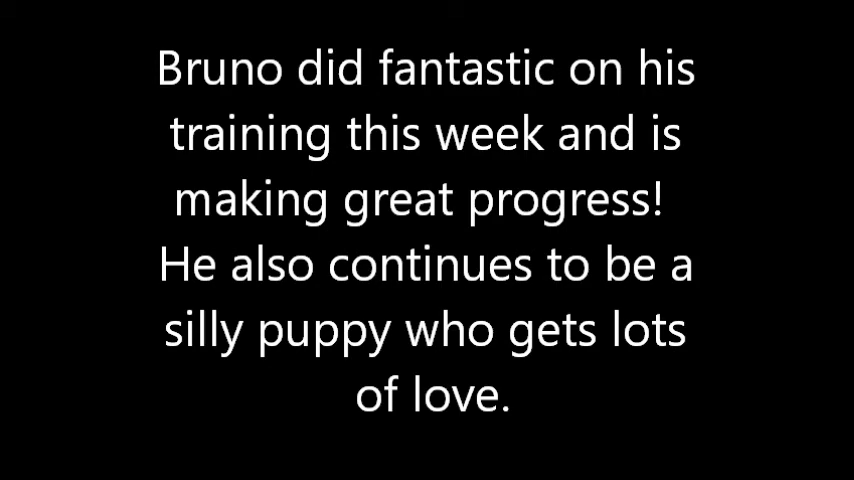 Bruno did fantastic on his
training this week and is
making great progress!
He also continues to be a
silly puppy who gets lots
of love.